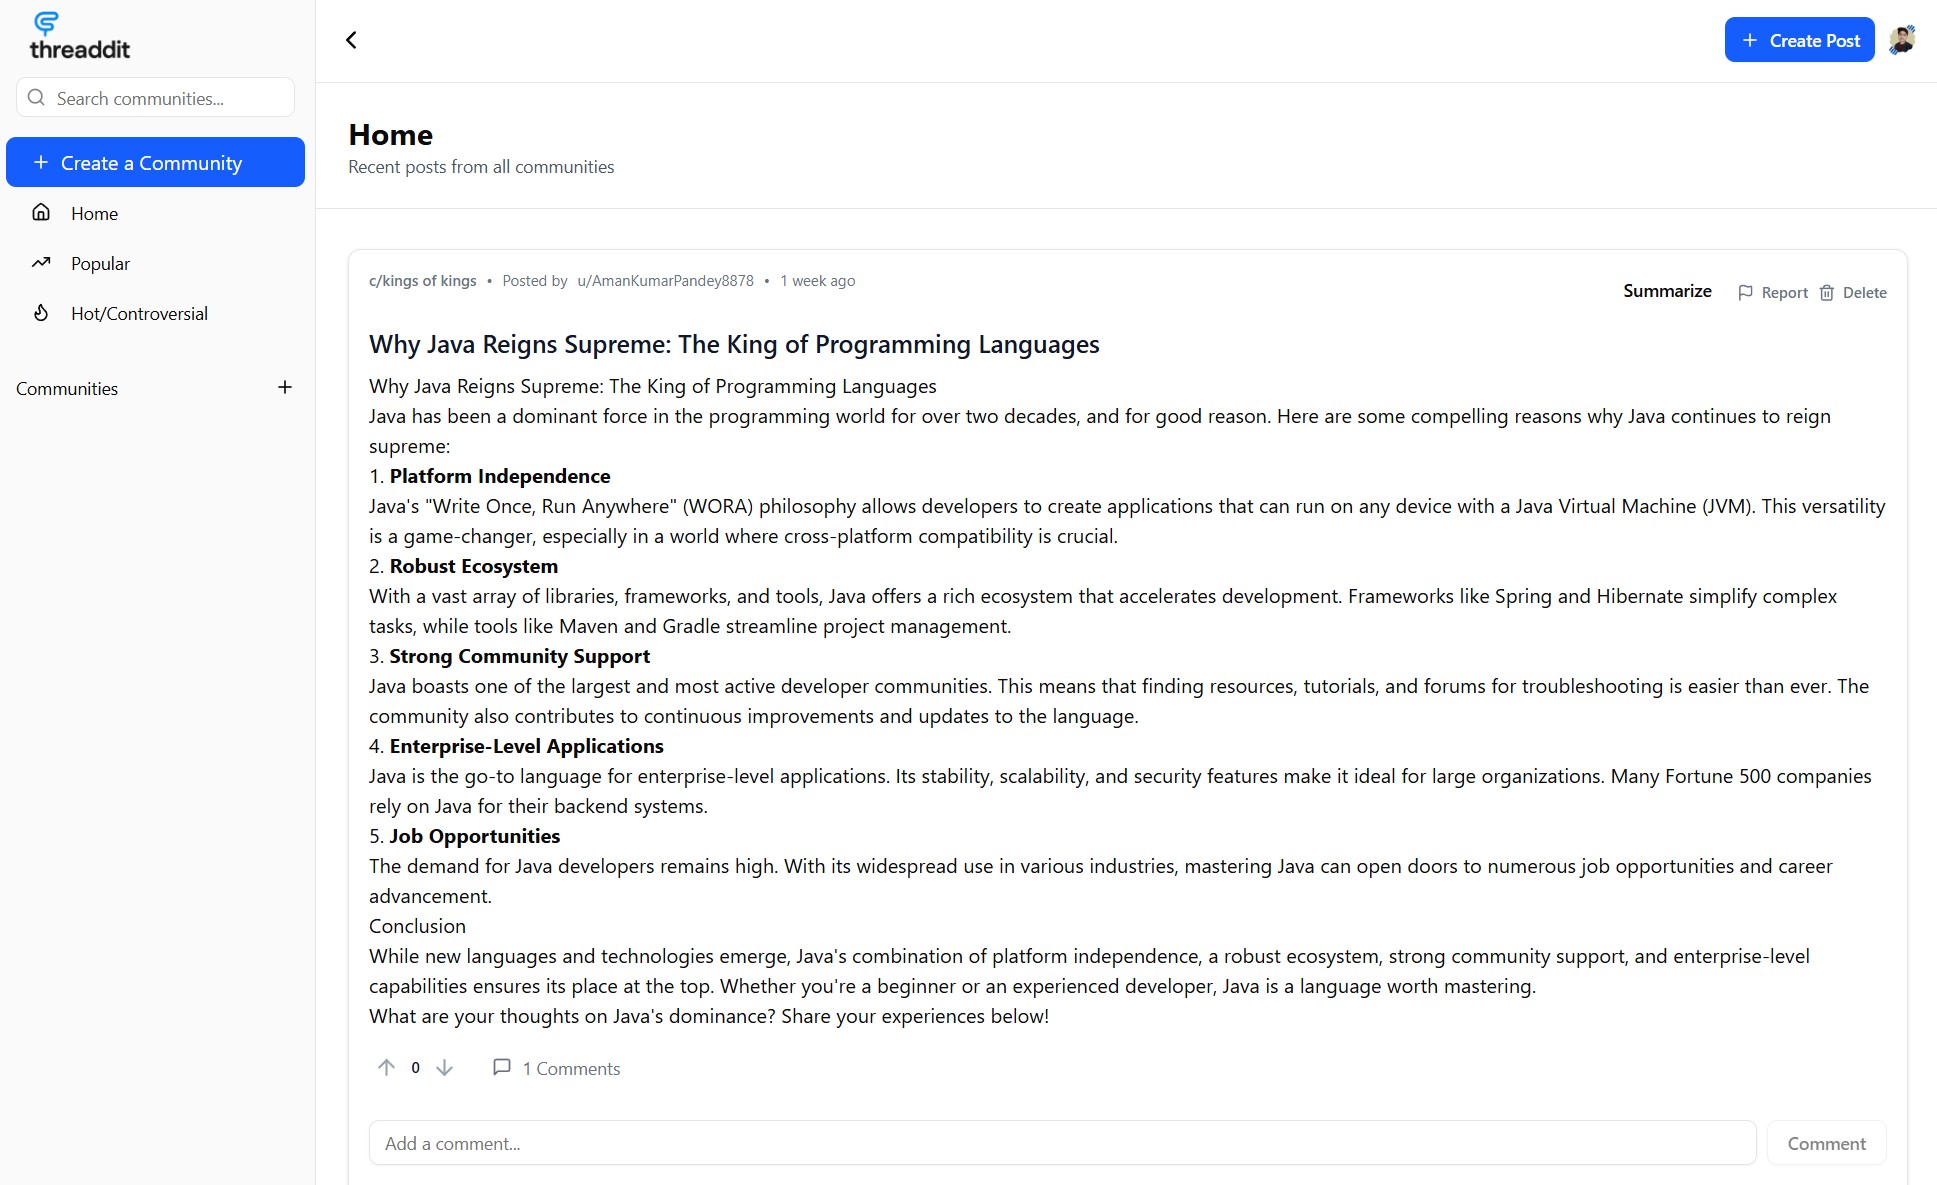 threaddit
Search communities...
+ Create a Community
Home
Popular
Hot/Controversial
Communities +
+ Create Post
Home
Recent posts from all communities
c/kings of kings • Posted by u/AmanKumarPandey8878 • 1 week ago
Summarize Report Delete
Why Java Reigns Supreme: The King of Programming Languages
Why Java Reigns Supreme: The King of Programming Languages
Java has been a dominant force in the programming world for over two decades, and for good reason. Here are some compelling reasons why Java continues to reign
supreme:
1. Platform Independence
Java's "Write Once, Run Anywhere" (WORA) philosophy allows developers to create applications that can run on any device with a Java Virtual Machine (JVM). This versatility
is a game-changer, especially in a world where cross-platform compatibility is crucial.
2. Robust Ecosystem
With a vast array of libraries, frameworks, and tools, Java offers a rich ecosystem that accelerates development. Frameworks like Spring and Hibernate simplify complex
tasks, while tools like Maven and Gradle streamline project management.
3. Strong Community Support
Java boasts one of the largest and most active developer communities. This means that finding resources, tutorials, and forums for troubleshooting is easier than ever. The
community also contributes to continuous improvements and updates to the language.
4. Enterprise-Level Applications
Java is the go-to language for enterprise-level applications. Its stability, scalability, and security features make it ideal for large organizations. Many Fortune 500 companies
rely on Java for their backend systems.
5. Job Opportunities
The demand for Java developers remains high. With its widespread use in various industries, mastering Java can open doors to numerous job opportunities and career
advancement.
Conclusion
While new languages and technologies emerge, Java's combination of platform independence, a robust ecosystem, strong community support, and enterprise-level
capabilities ensures its place at the top. Whether you're a beginner or an experienced developer, Java is a language worth mastering.
What are your thoughts on Java's dominance? Share your experiences below!
0 1 Comments
Add a comment... Comment